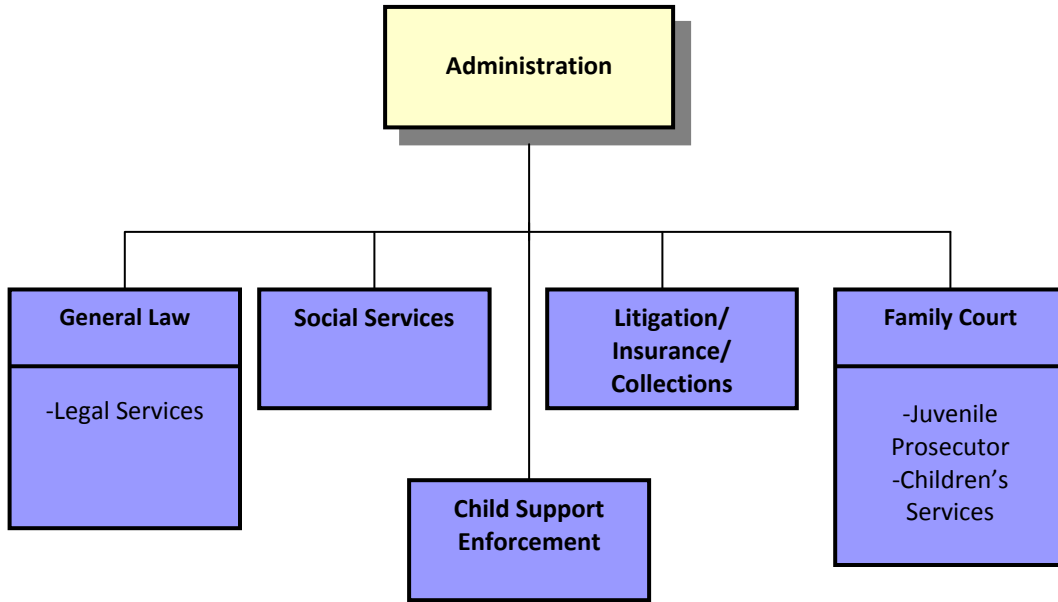 Administration
General Law
-Legal Services
Social Services
Litigation/
Insurance/
Collections
Family Court
-Juvenile
Prosecutor
-Children’s
Services
Child Support
Enforcement